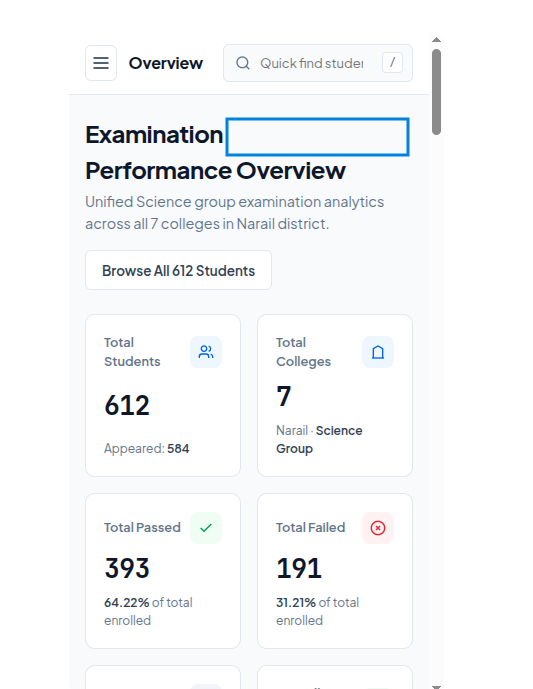 Overview
Quick find studer
/
Examination
Performance Overview
Unified Science group examination analytics
across all 7 colleges in Narail district.
Browse All 612 Students
Total
Students
612
Appeared: 584
Total
Colleges
7
Narail · Science
Group
Total Passed
393
64.22% of total
enrolled
Total Failed
191
31.21% of total
enrolled